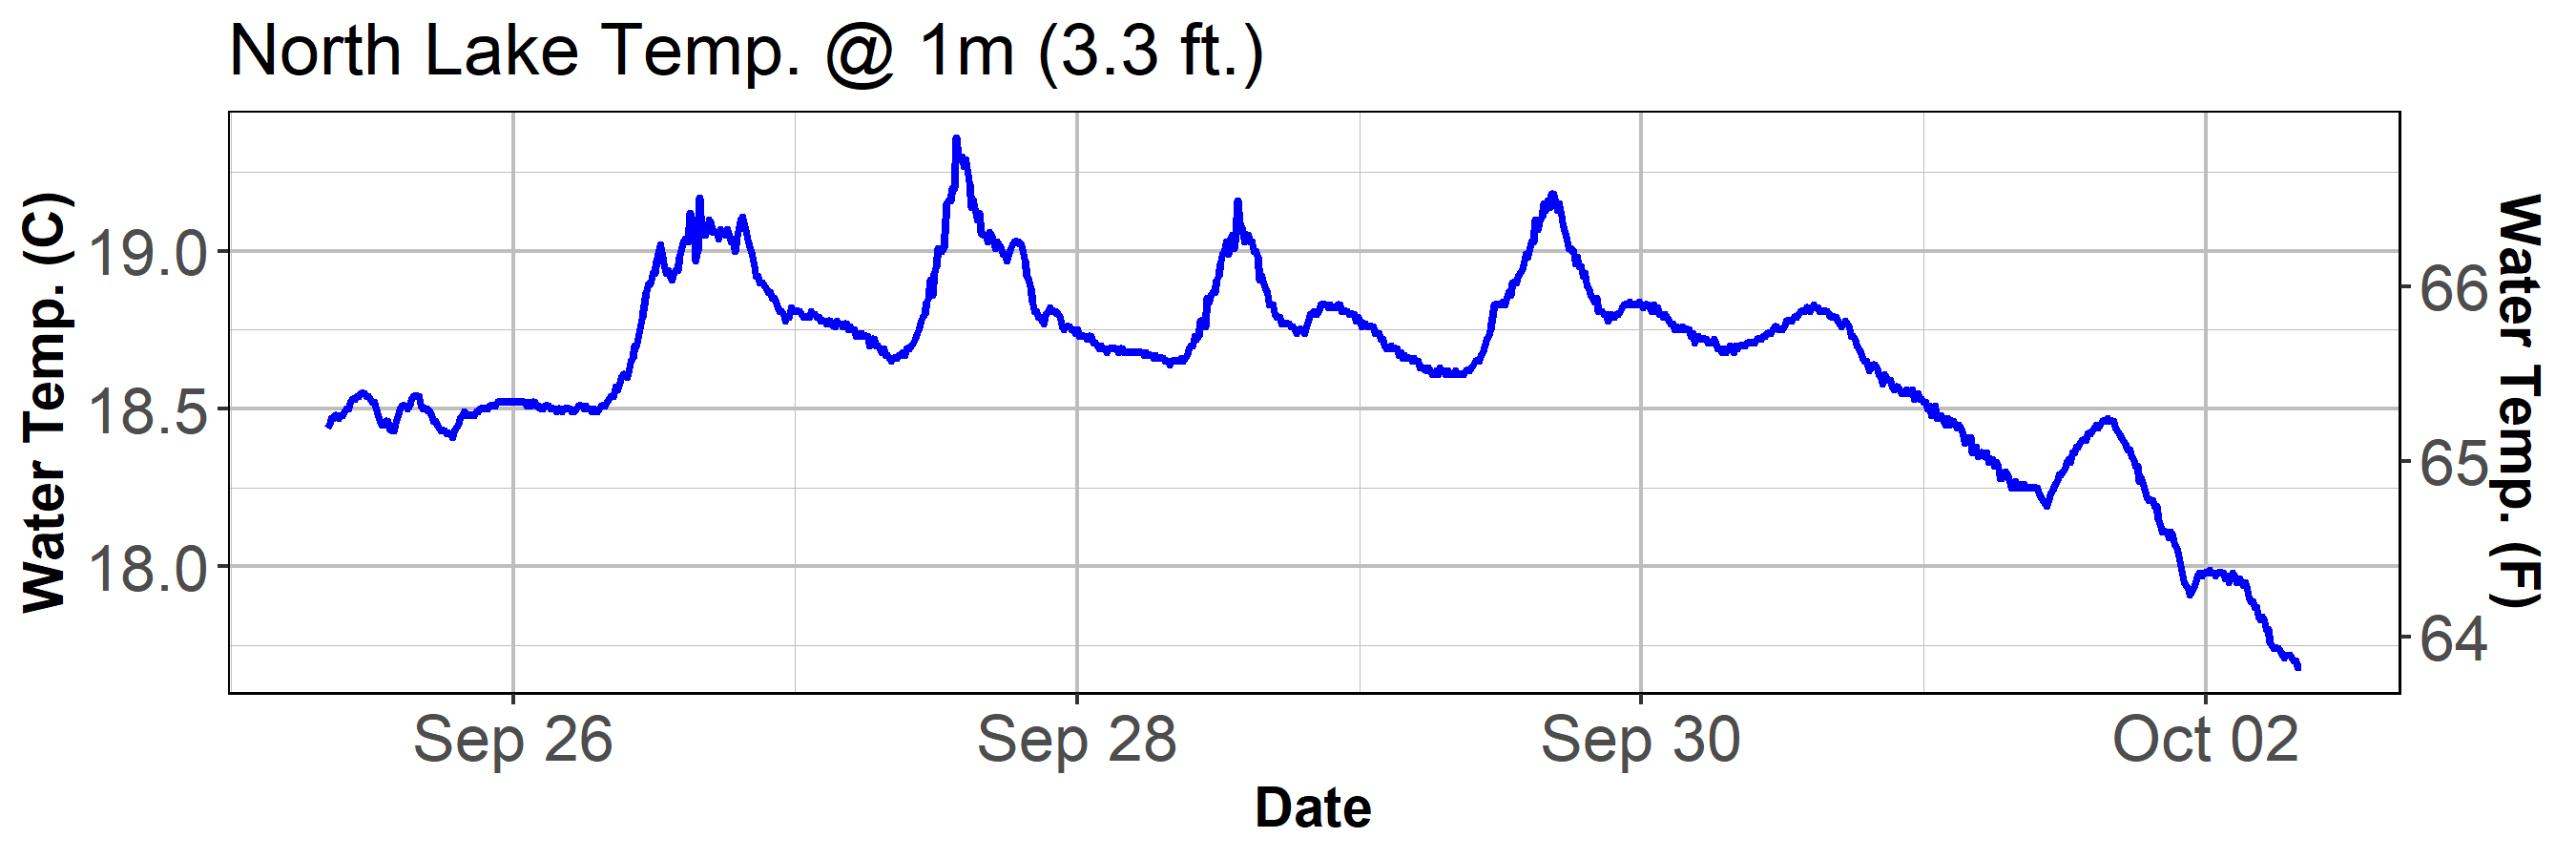 North Lake Temp. @ 1m (3.3 ft.)
Water Temp. (C)
19.0
18.5
18.0
66
65
64
Water Temp. (F)
Sep 26
Sep 28
Sep 30
Oct 02
Date